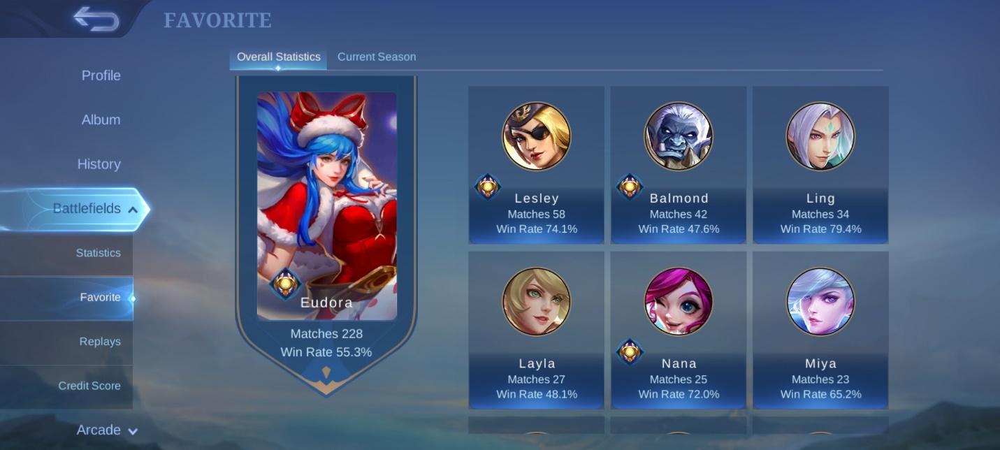 FAVORITE
Overall Statistics
Current Season
Profile
Album
History
Battlefields
Statistics
Favorite
Replays
Credit Score
Arcade
Eudora
Matches 228
Win Rate 55.3%
Lesley
Matches 58
Win Rate 74.1%
Balmond
Matches 42
Win Rate 47.6%
Ling
Matches 34
Win Rate 79.4%
Layla
Matches 27
Win Rate 48.1%
Nana
Matches 25
Win Rate 72.0%
Miya
Matches 23
Win Rate 65.2%